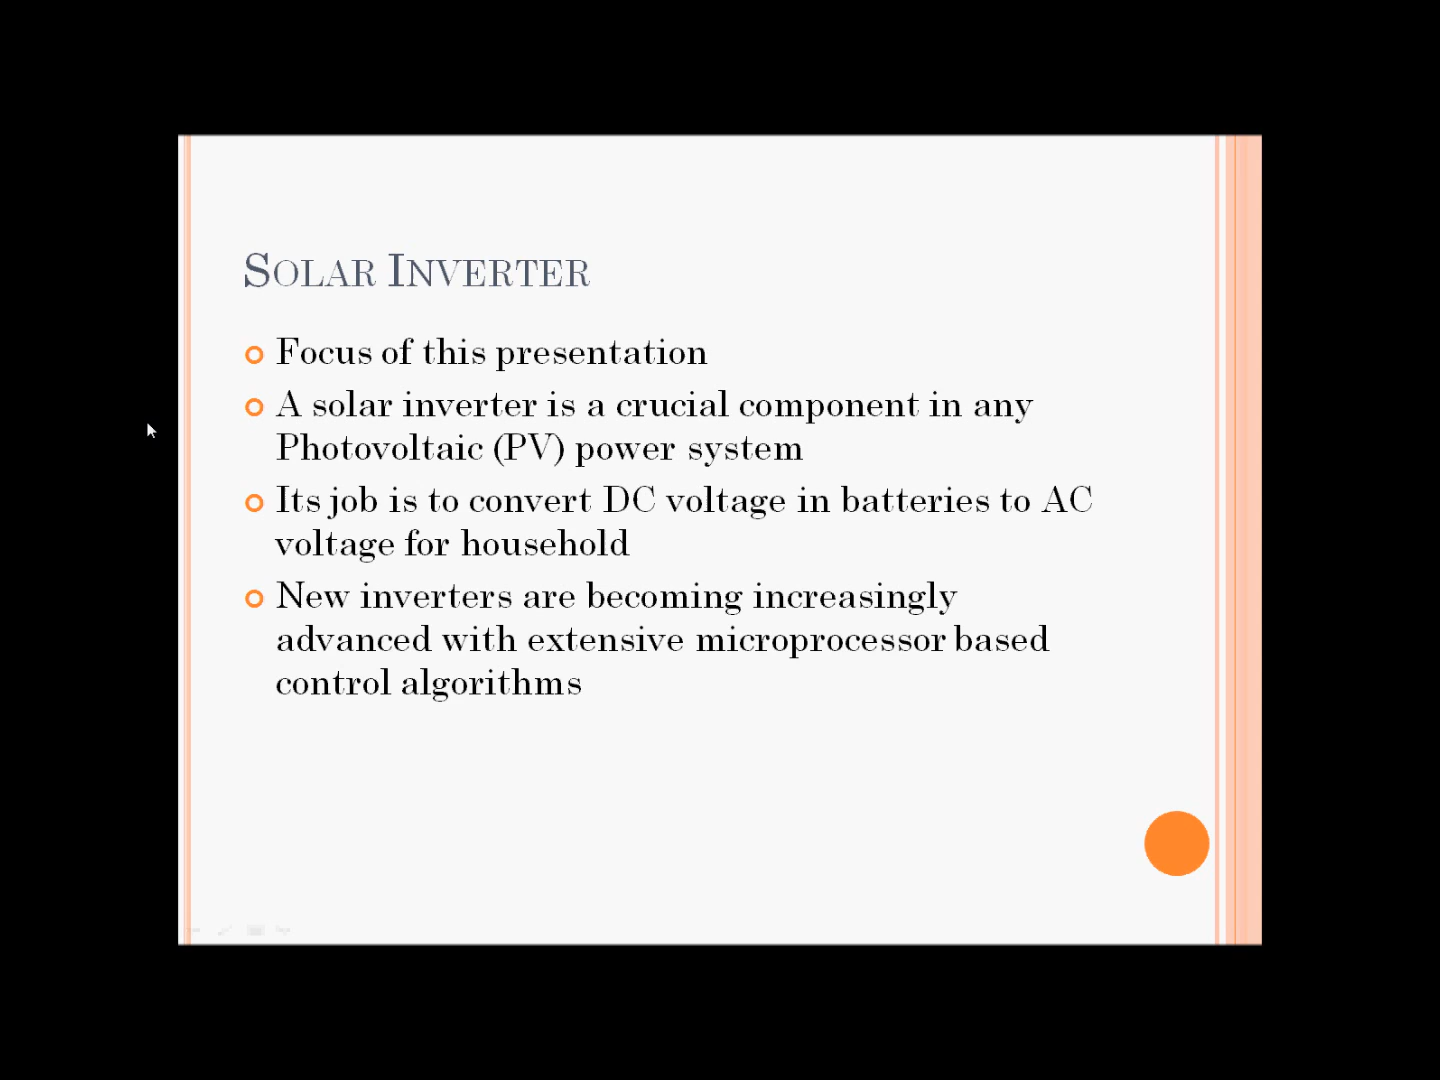 SOLAR INVERTER
Focus of this presentation
A solar inverter is a crucial component in any
Photovoltaic (PV) power system
Its job is to convert DC voltage in batteries to AC
voltage for household
New inverters are becoming increasingly
advanced with extensive microprocessor based
control algorithms